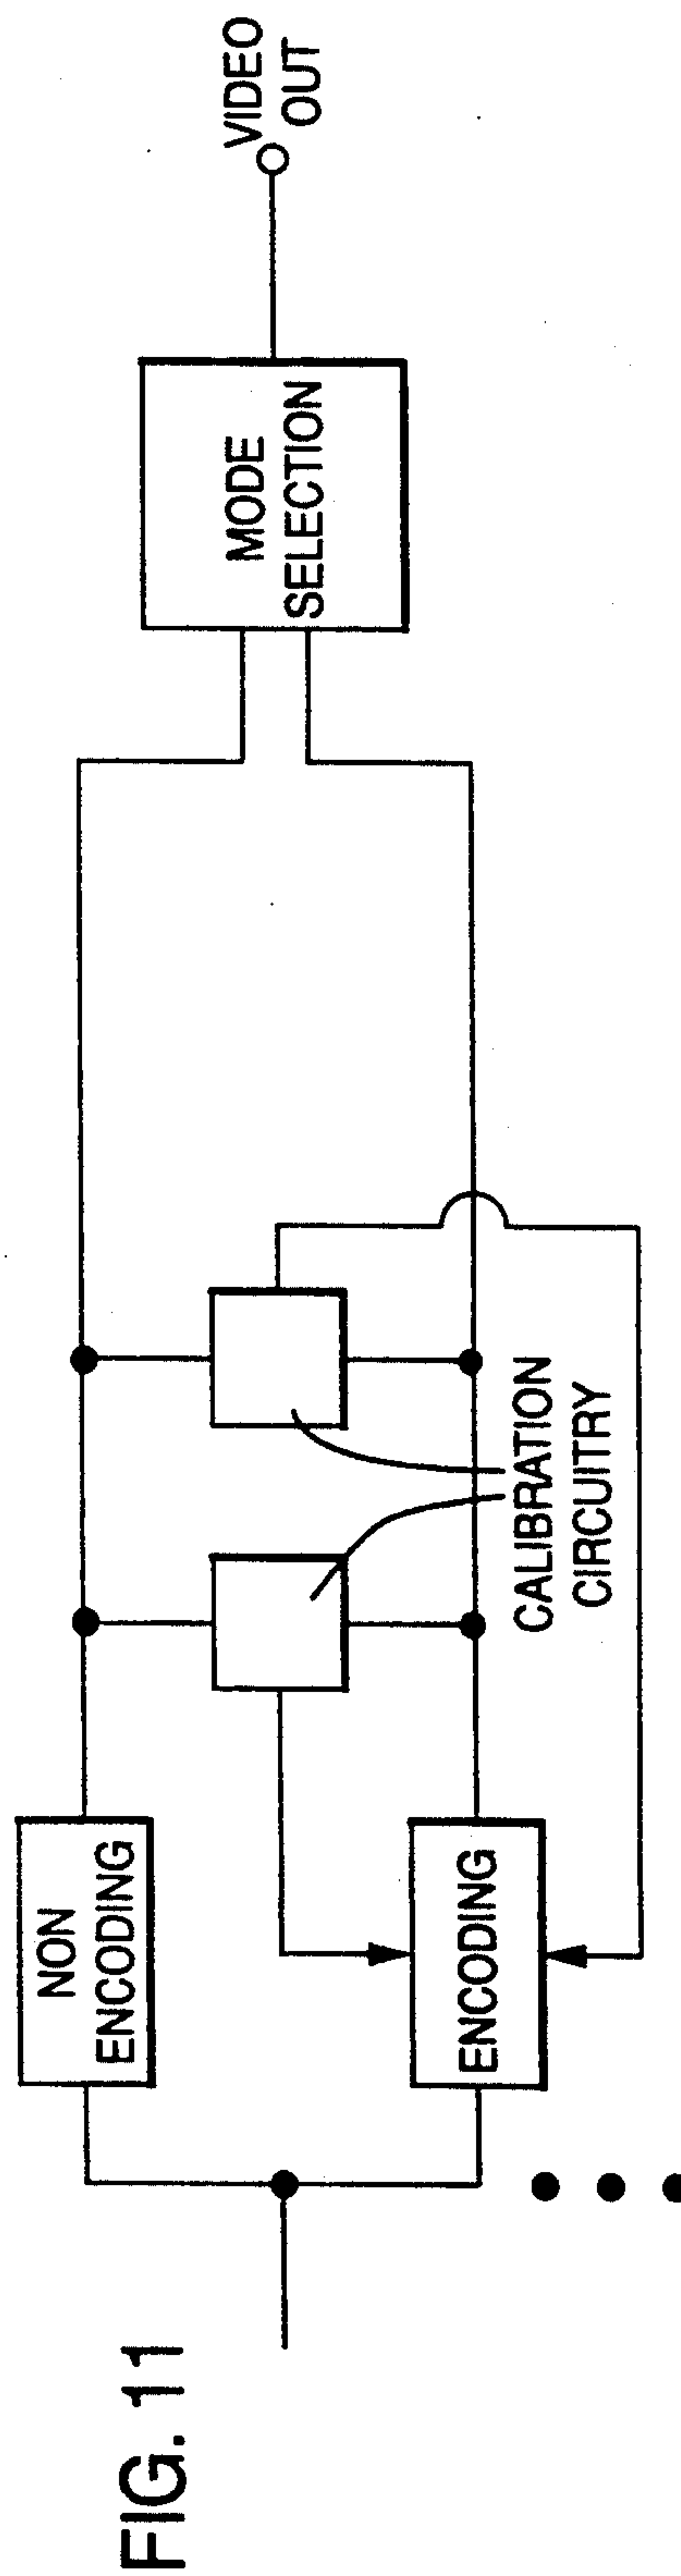 FIG. 11
NON
ENCODING
ENCODING
CALIBRATION
CIRCUITRY
MODE
SELECTION
VIDEO
OUT